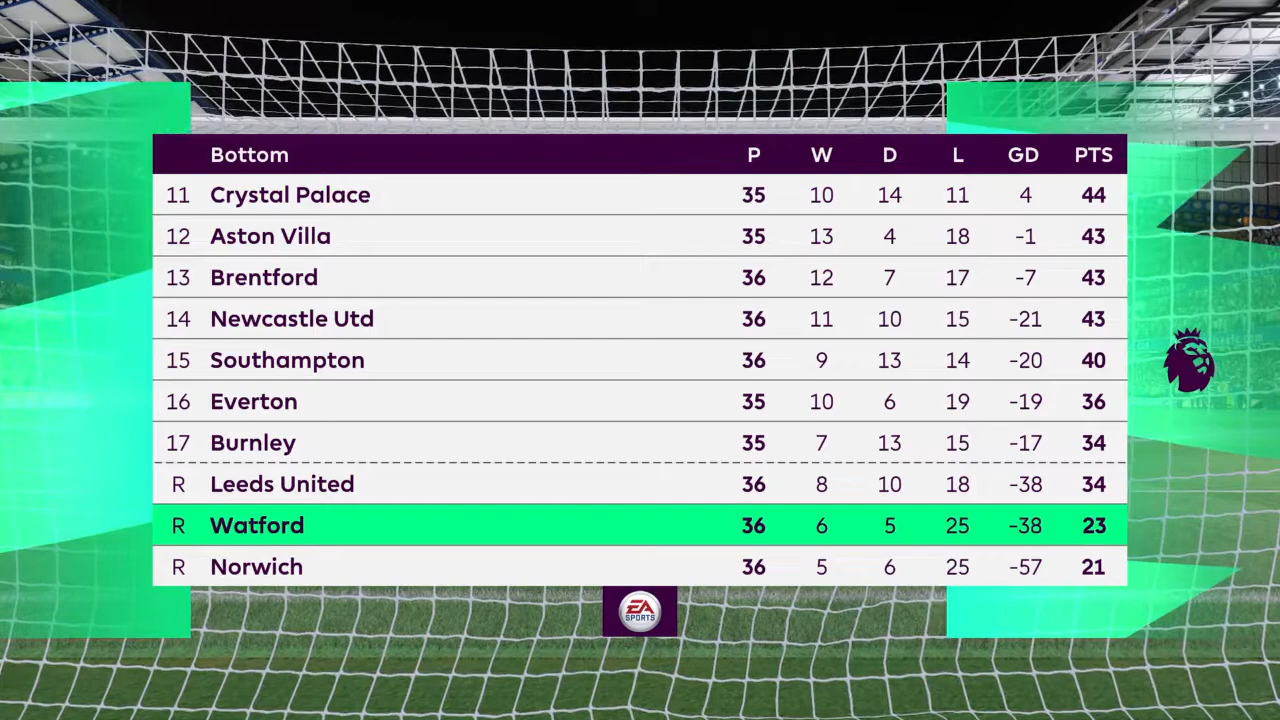 Bottom P W D L GD PTS
11 Crystal Palace 35 10 14 11 4 44
12 Aston Villa 35 13 4 18 -1 43
13 Brentford 36 12 7 17 -7 43
14 Newcastle Utd 36 11 10 15 -21 43
15 Southampton 36 9 13 14 -20 40
16 Everton 35 10 6 19 -19 36
17 Burnley 35 7 13 15 -17 34
R Leeds United 36 8 10 18 -38 34
R Watford 36 6 5 25 -38 23
R Norwich 36 5 6 25 -57 21
EA
SPORTS